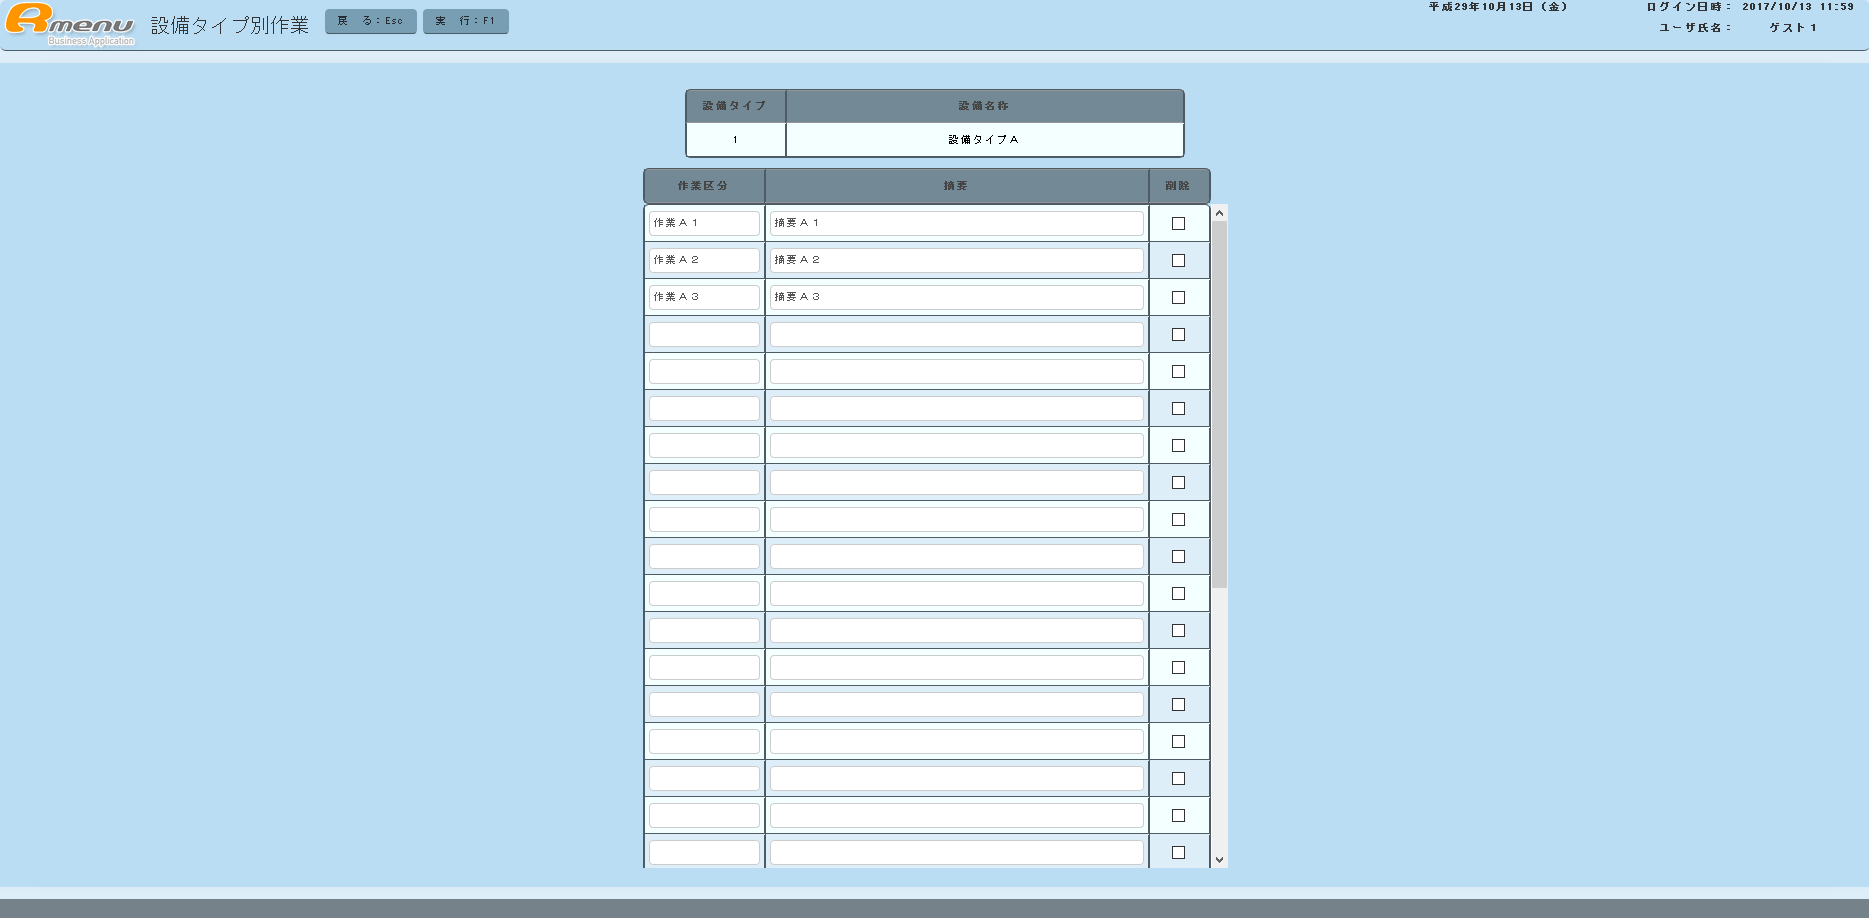 Rmenu
Business Application
設備タイプ別作業
戻　る：Esc
実　行：F1
平成29年10月13日（金）
ログイン日時： 2017/10/13 11:59
ユーザ氏名： ゲスト１
設備タイプ 設備名称
1 設備タイプＡ
作業区分 摘要 削除
作業Ａ１ 摘要Ａ１
作業Ａ２ 摘要Ａ２
作業Ａ３ 摘要Ａ３